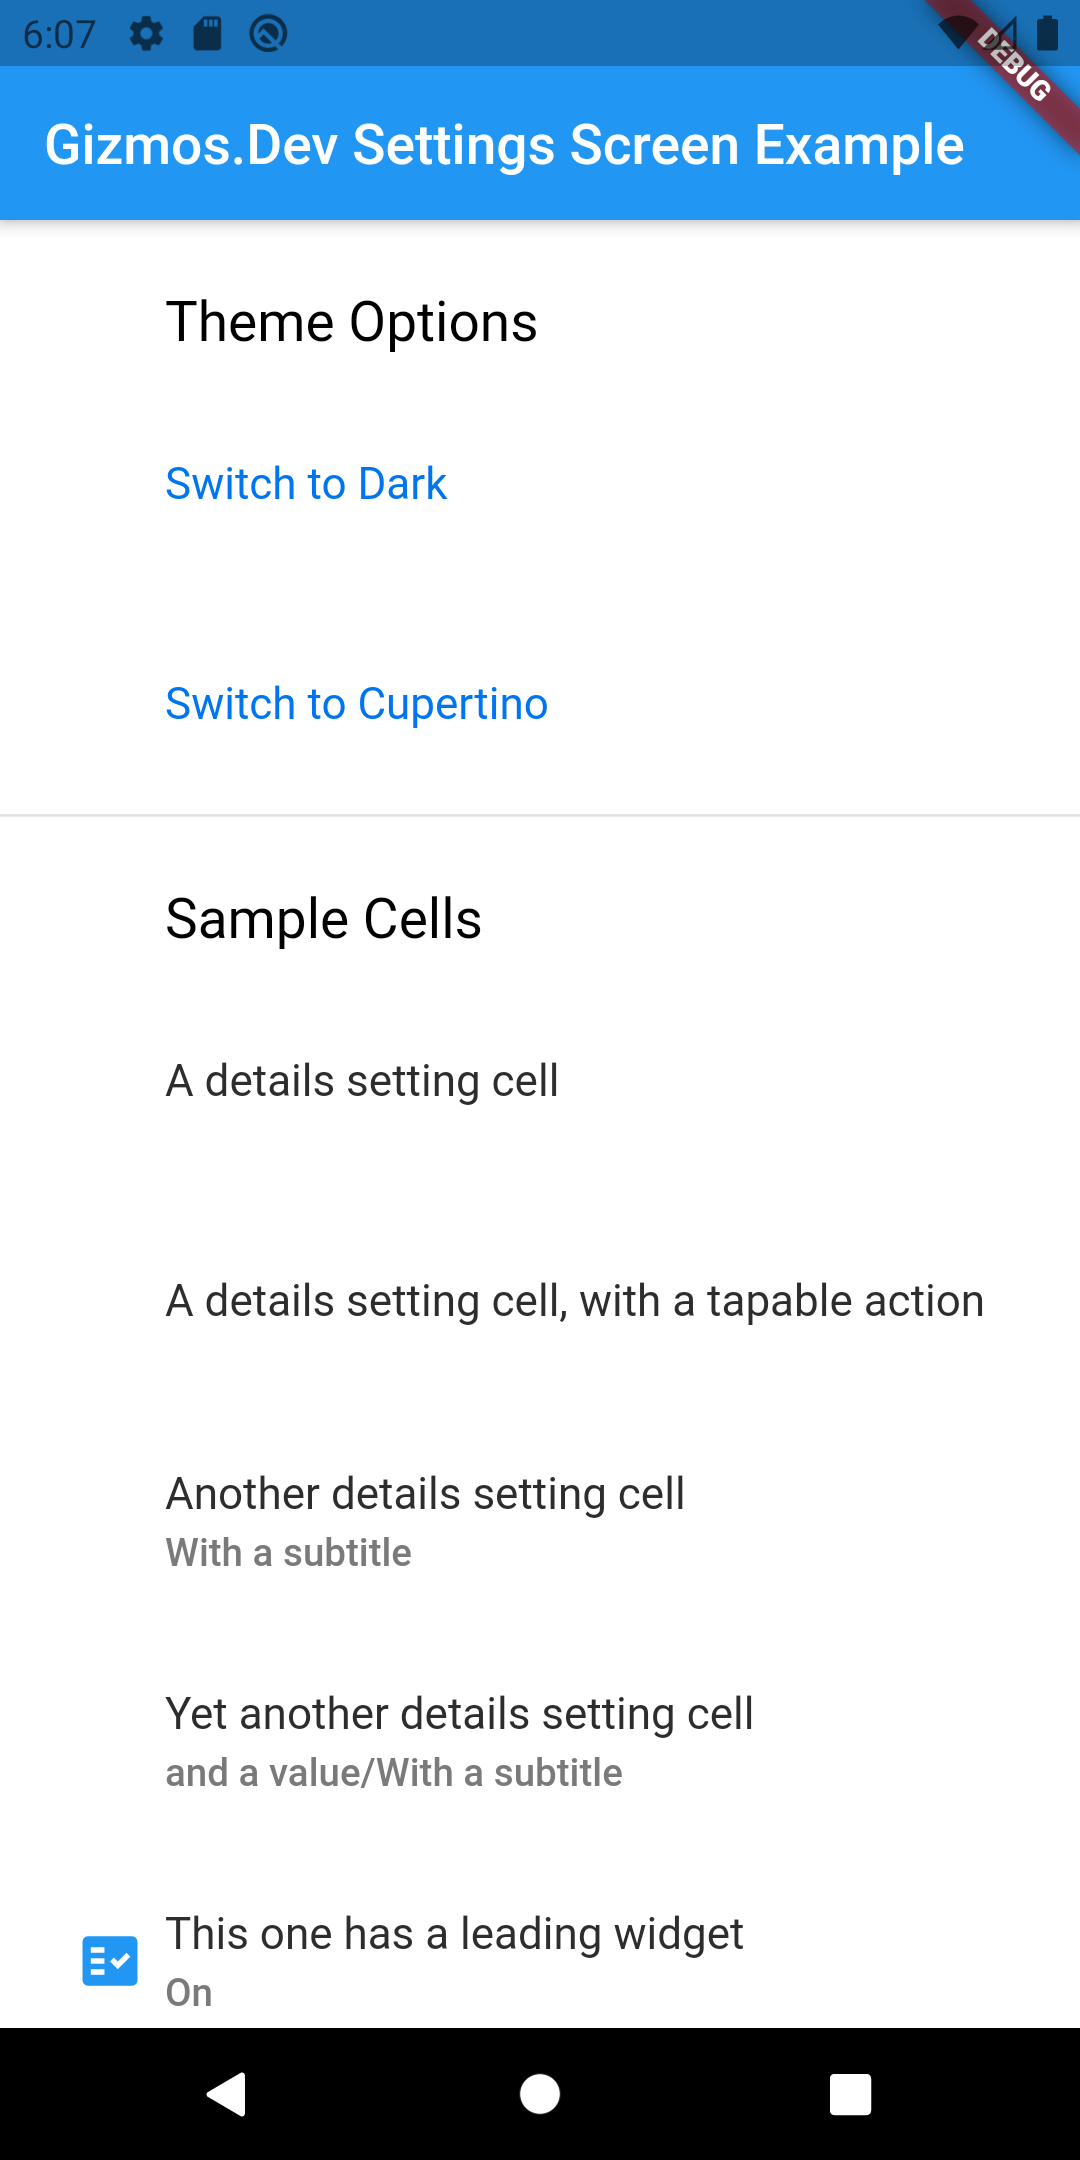 6:07
DEBUG
Gizmos.Dev Settings Screen Example
Theme Options
Switch to Dark
Switch to Cupertino
Sample Cells
A details setting cell
A details setting cell, with a tapable action
Another details setting cell
With a subtitle
Yet another details setting cell
and a value/With a subtitle
This one has a leading widget
On